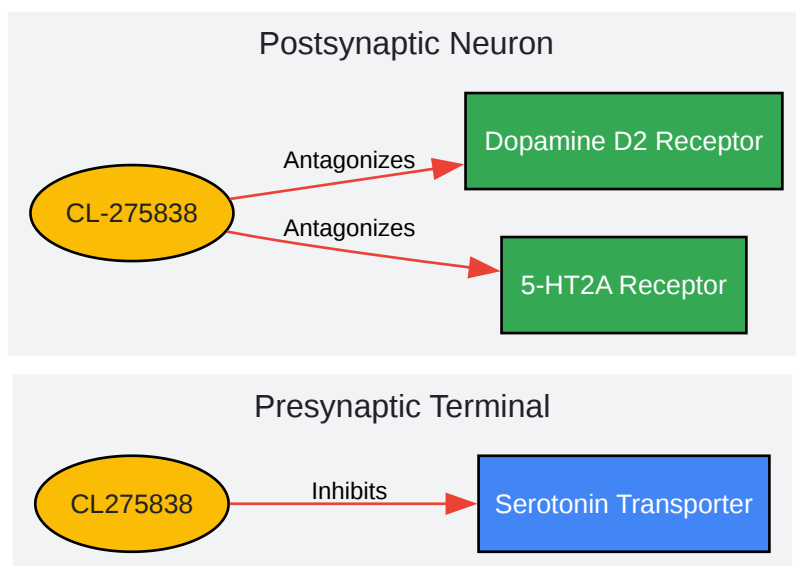 Postsynaptic Neuron
Antagonizes
Dopamine D2 Receptor
CL-275838
Antagonizes
5-HT2A Receptor
Presynaptic Terminal
CL275838
Inhibits
Serotonin Transporter